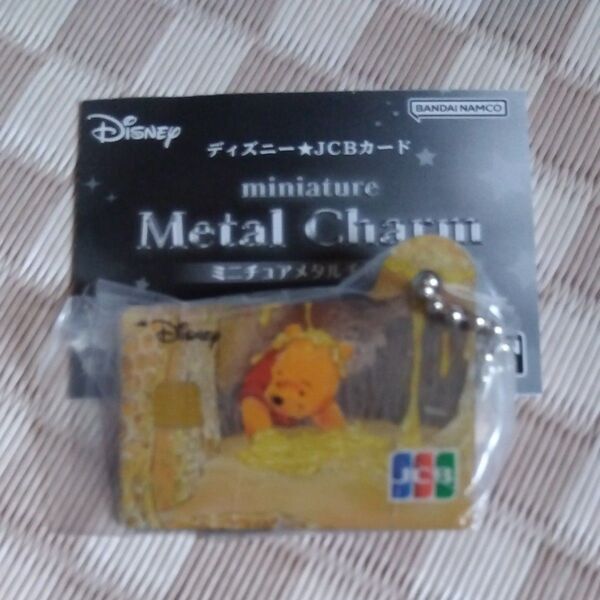 Disney
BANDAI NAMCO
ディズニー★JCBカード
miniature
Metal Charm
ミニチュアメタル
Disney
JCB